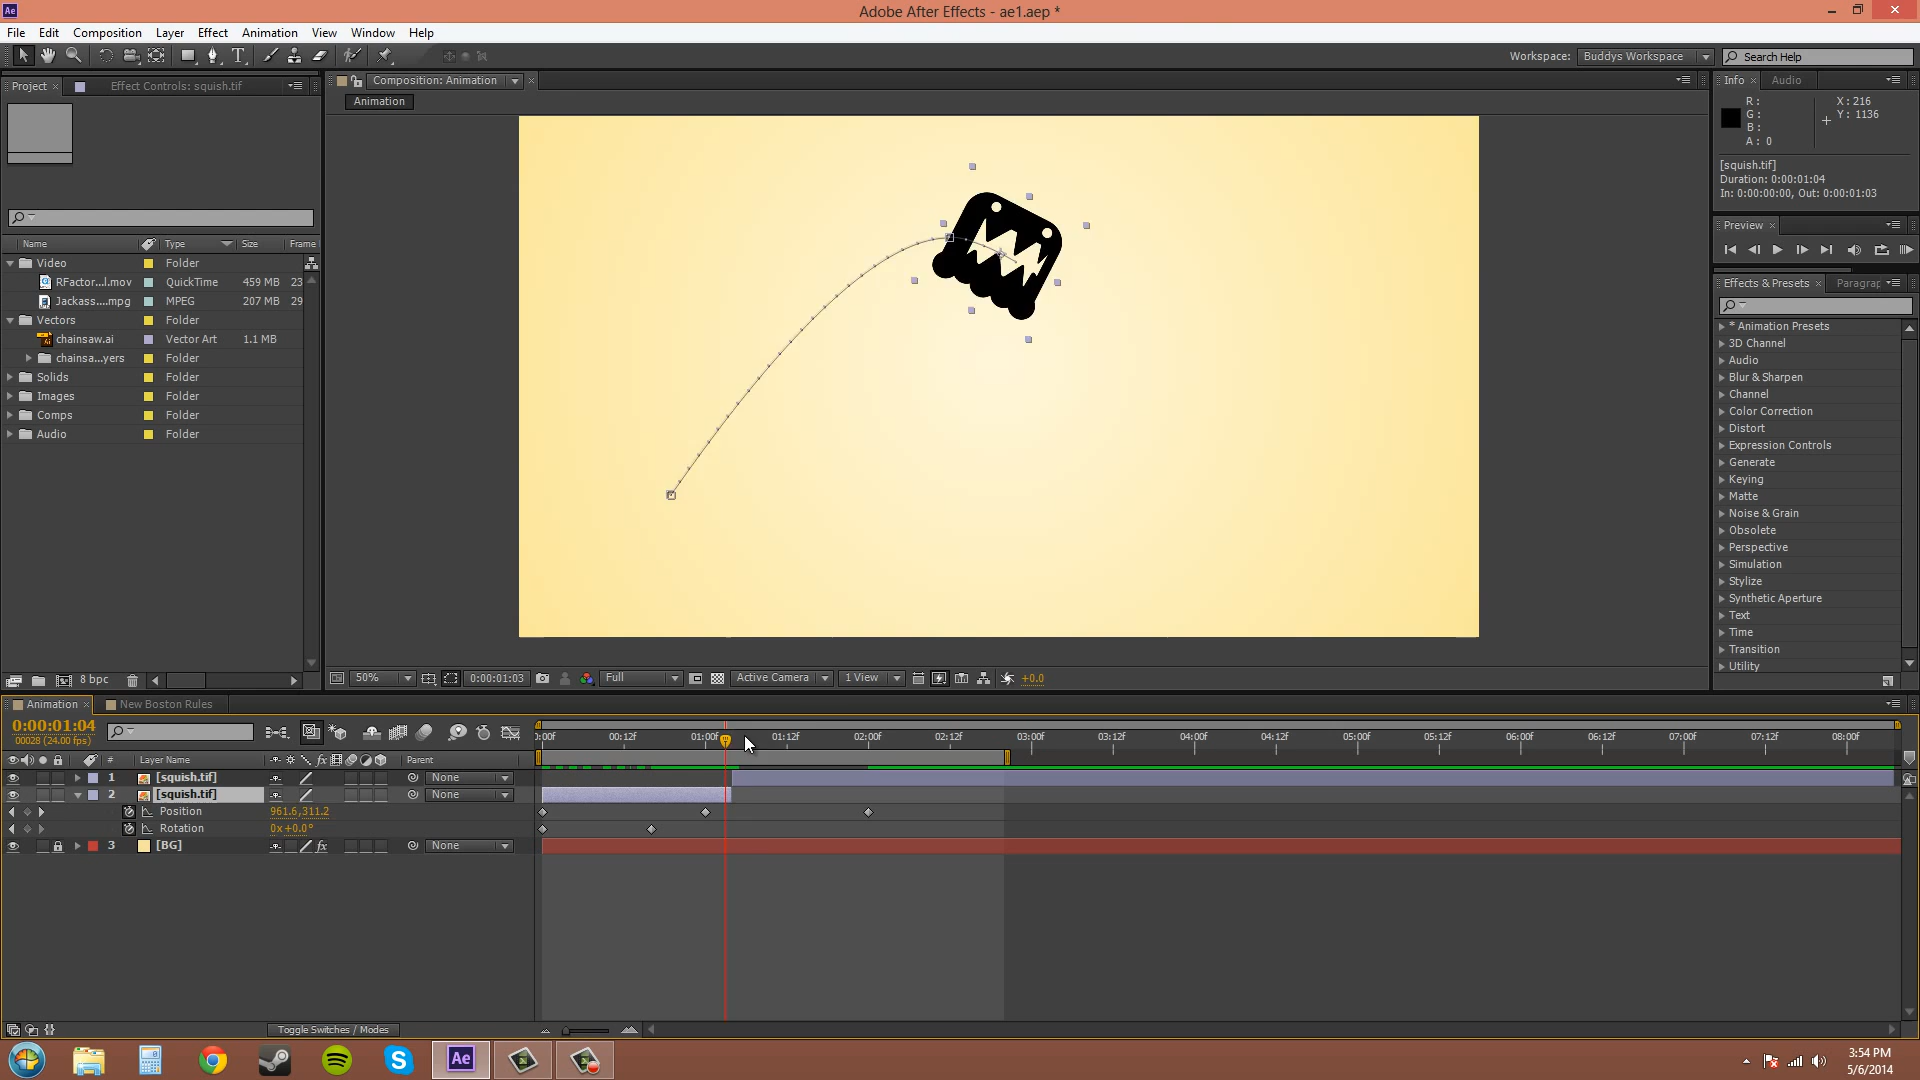 Adobe After Effects - ae1.aep *
File Edit Composition Layer Effect Animation View Window Help
Workspace: Buddys Workspace Search Help
Project Effect Controls: squish.tif
Composition: Animation
Animation
Info Audio
R :
G :
B :
A : 0
X : 216
Y : 1136
[squish.tif]
Duration: 0:00:01:04
In: 0:00:00:00, Out: 0:00:01:03
Preview
Effects & Presets Paragrap
* Animation Presets
3D Channel
Audio
Blur & Sharpen
Channel
Color Correction
Distort
Expression Controls
Generate
Keying
Matte
Noise & Grain
Obsolete
Perspective
Simulation
Stylize
Synthetic Aperture
Text
Time
Transition
Utility
Name Type Size Frame
Video Folder
RFactor...l.mov QuickTime 459 MB 23
Jackass....mpg MPEG 207 MB 29
Vectors Folder
chainsaw.ai Vector Art 1.1 MB
chainsa...yers Folder
Solids Folder
Images Folder
Comps Folder
Audio Folder
8 bpc
50% 0:00:01:03 Full Active Camera 1 View +0.0
Animation New Boston Rules
0:00:01:04
00028 (24.00 fps)
:00f 00:12f 01:00f 01:12f 02:00f 02:12f 03:00f 03:12f 04:00f 04:12f 05:00f 05:12f 06:00f 06:12f 07:00f 07:12f 08:00f
# Layer Name Parent
1 [squish.tif] None
2 [squish.tif] None
Position 961.6,311.2
Rotation 0x+0.0°
3 [BG] fx None
Toggle Switches / Modes
Ae
3:54 PM
5/6/2014